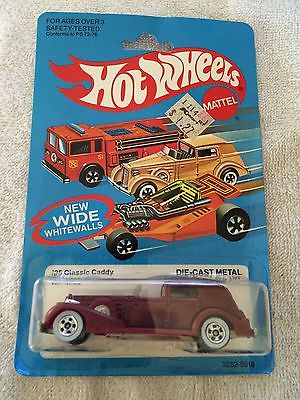 FOR AGES OVER 3.
SAFETY-TESTED
Conforms to PS 72-76
Hot Wheels
MATTEL
NEW
WIDE
WHITEWALLS
'35 Classic Caddy
DIE-CAST METAL